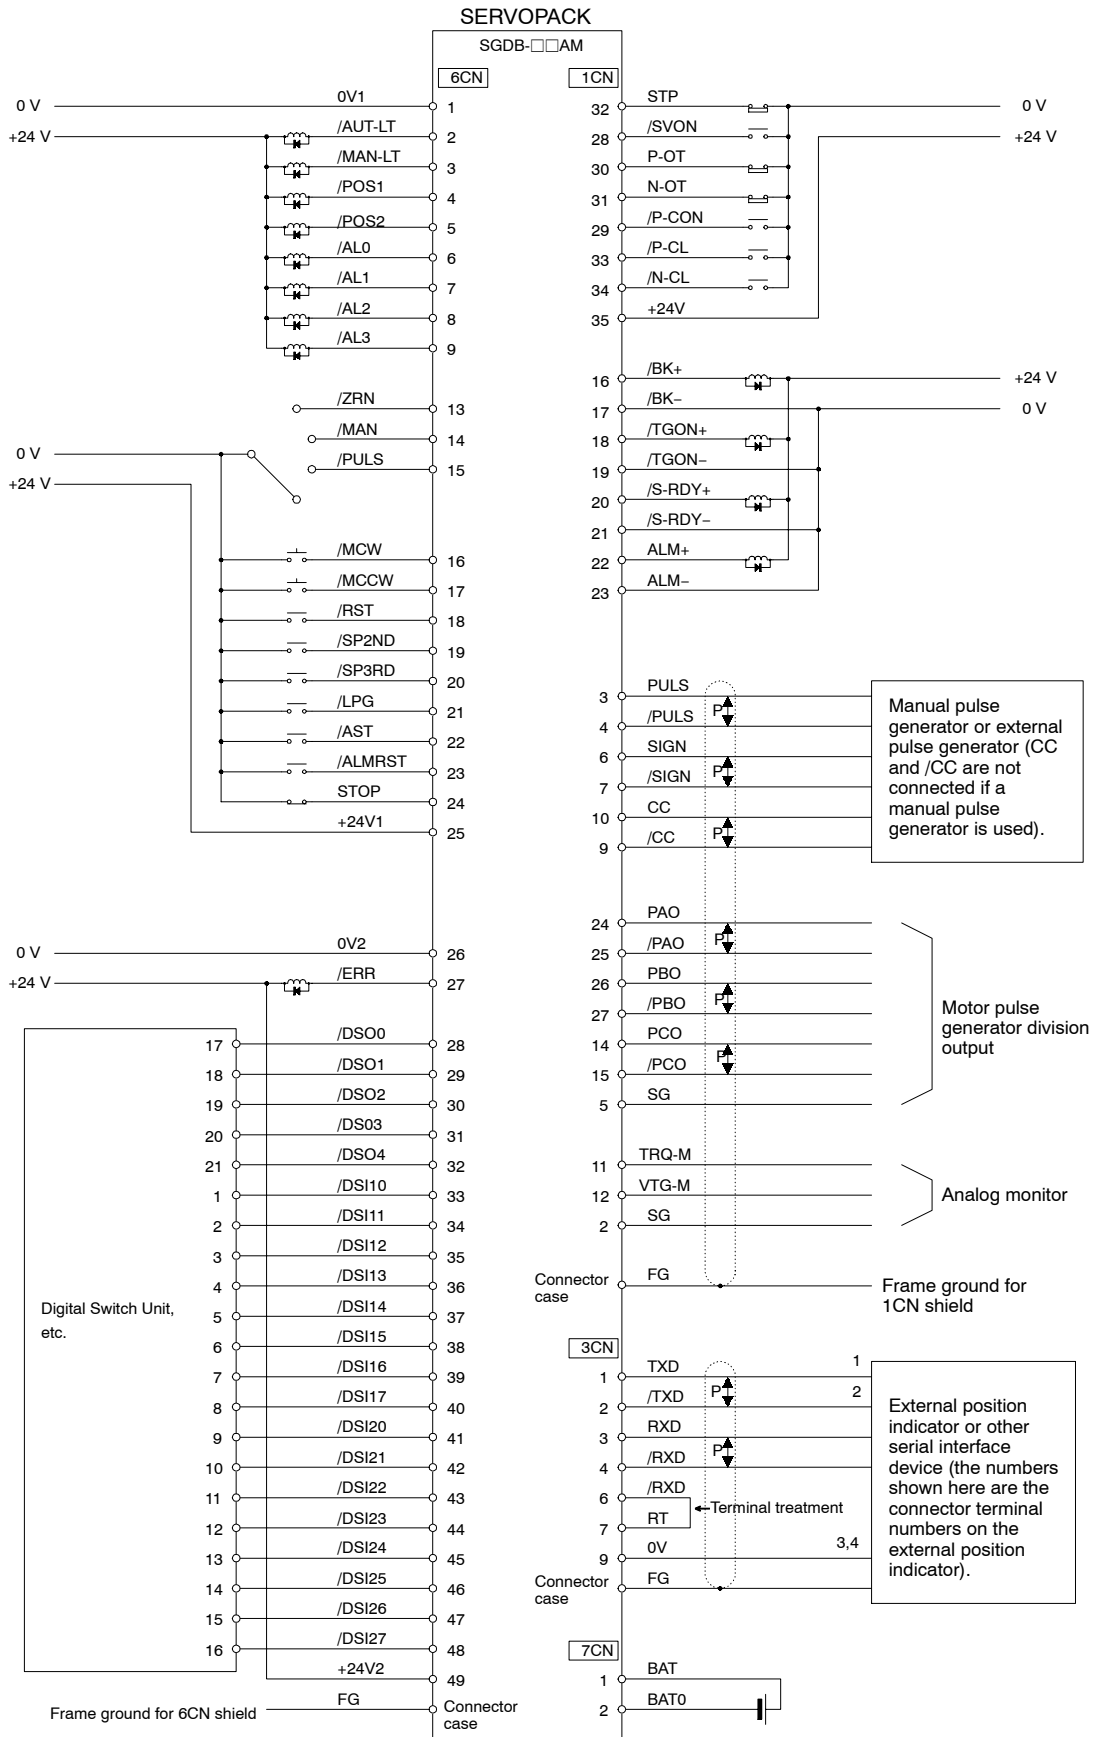 SERVOPACK
SGDB-□□AM
6CN
0 V 0V1 1
+24 V /AUT-LT 2
/MAN-LT 3
/POS1 4
/POS2 5
/AL0 6
/AL1 7
/AL2 8
/AL3 9
/ZRN 13
0 V /MAN 14
+24 V /PULS 15
/MCW 16
/MCCW 17
/RST 18
/SP2ND 19
/SP3RD 20
/LPG 21
/AST 22
/ALMRST 23
STOP 24
+24V1 25
0 V 0V2 26
+24 V /ERR 27
17 /DSO0 28
18 /DSO1 29
19 /DSO2 30
20 /DS03 31
21 /DSO4 32
1 /DSI10 33
2 /DSI11 34
3 /DSI12 35
4 /DSI13 36
5 /DSI14 37
6 /DSI15 38
7 /DSI16 39
8 /DSI17 40
9 /DSI20 41
10 /DSI21 42
11 /DSI22 43
12 /DSI23 44
13 /DSI24 45
14 /DSI25 46
15 /DSI26 47
16 /DSI27 48
Digital Switch Unit,
etc.
+24V2 49
Frame ground for 6CN shield FG Connector
case
1CN
32 STP 0 V
28 /SVON +24 V
30 P-OT
31 N-OT
29 /P-CON
33 /P-CL
34 /N-CL
35 +24V
16 /BK+ +24 V
17 /BK− 0 V
18 /TGON+
19 /TGON−
20 /S-RDY+
21 /S-RDY−
22 ALM+
23 ALM−
3 PULS
P
4 /PULS
6 SIGN
P
7 /SIGN
10 CC
P
9 /CC
Manual pulse
generator or external
pulse generator (CC
and /CC are not
connected if a
manual pulse
generator is used).
24 PAO
P
25 /PAO
26 PBO
P
27 /PBO
14 PCO
P
15 /PCO
5 SG
Motor pulse
generator division
output
11 TRQ-M
12 VTG-M
2 SG
Analog monitor
Connector
case
FG
Frame ground for
1CN shield
3CN
1 TXD 1
P
2 /TXD 2
3 RXD
P
4 /RXD
6 /RXD
Terminal treatment
7 RT
9 0V 3,4
Connector
case
FG
External position
indicator or other
serial interface
device (the numbers
shown here are the
connector terminal
numbers on the
external position
indicator).
7CN
1 BAT
2 BAT0